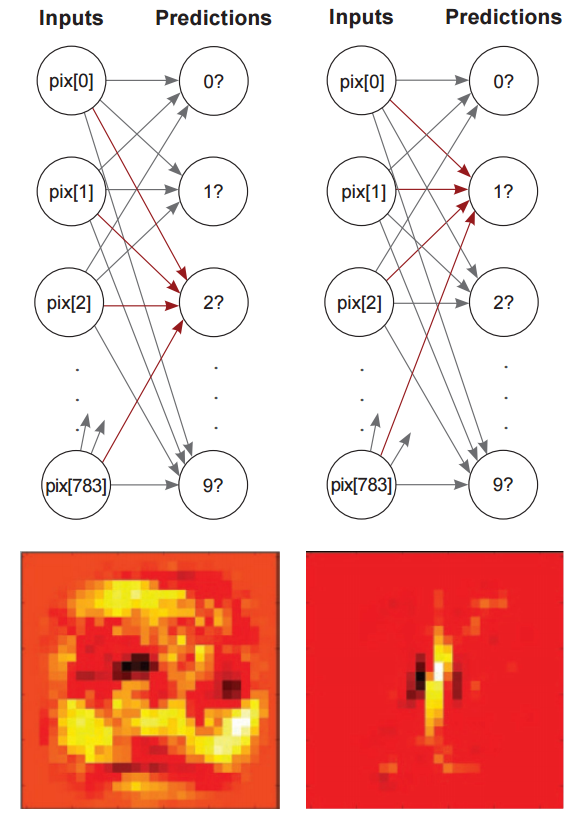 Inputs Predictions
pix[0] 0?
pix[1] 1?
pix[2] 2?
pix[783] 9?
Inputs Predictions
pix[0] 0?
pix[1] 1?
pix[2] 2?
pix[783] 9?